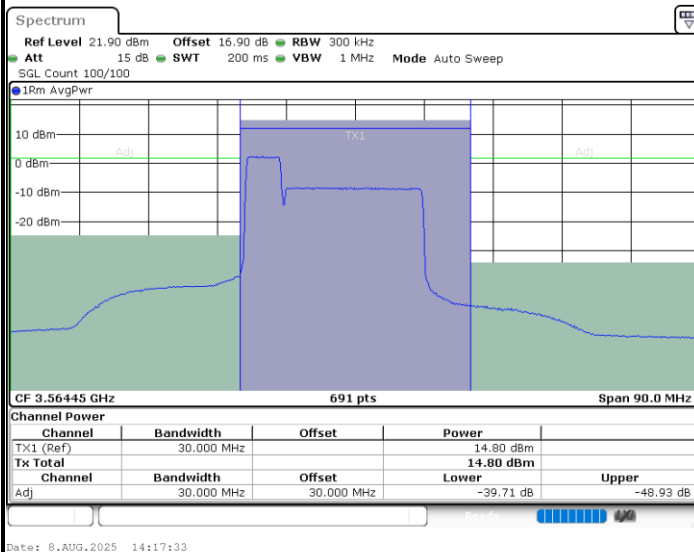 Spectrum
Ref Level 21.90 dBm Offset 16.90 dB RBW 300 kHz
Att 15 dB SWT 200 ms VBW 1 MHz Mode Auto Sweep
SGL Count 100/100
1Rm AvgPwr
TX1
10 dBm
Adj Adj
0 dBm
-10 dBm
-20 dBm
CF 3.56445 GHz 691 pts Span 90.0 MHz
Channel Power
Channel Bandwidth Offset Power
TX1 (Ref) 30.000 MHz 14.80 dBm
Tx Total 14.80 dBm
Channel Bandwidth Offset Lower Upper
Adj 30.000 MHz 30.000 MHz -39.71 dB -48.93 dB
Ready
Date: 8.AUG.2025 14:17:33